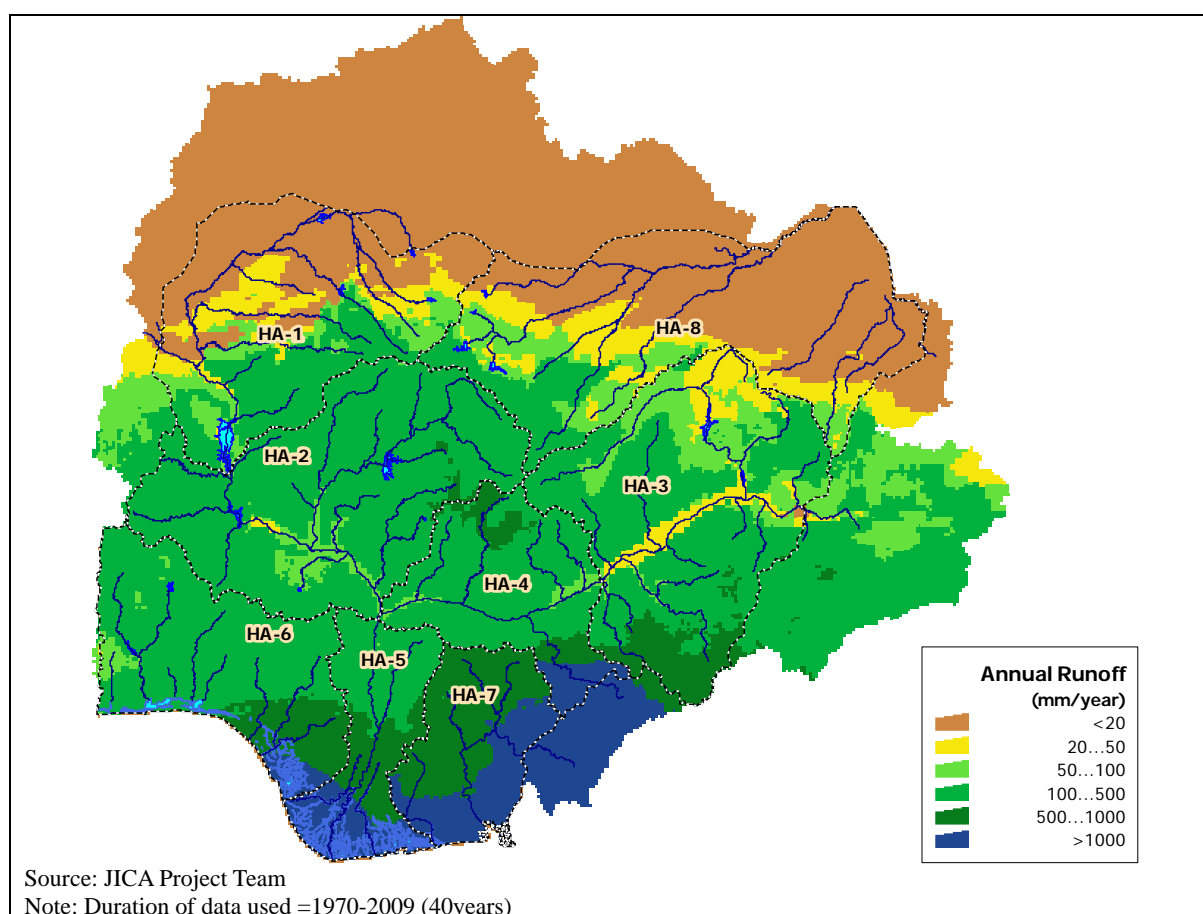 HA-1
HA-8
HA-2
HA-3
HA-4
HA-6
HA-5
HA-7
Annual Runoff
(mm/year)
<20
20...50
50...100
100...500
500...1000
>1000
Source: JICA Project Team
Note: Duration of data used =1970-2009 (40years)